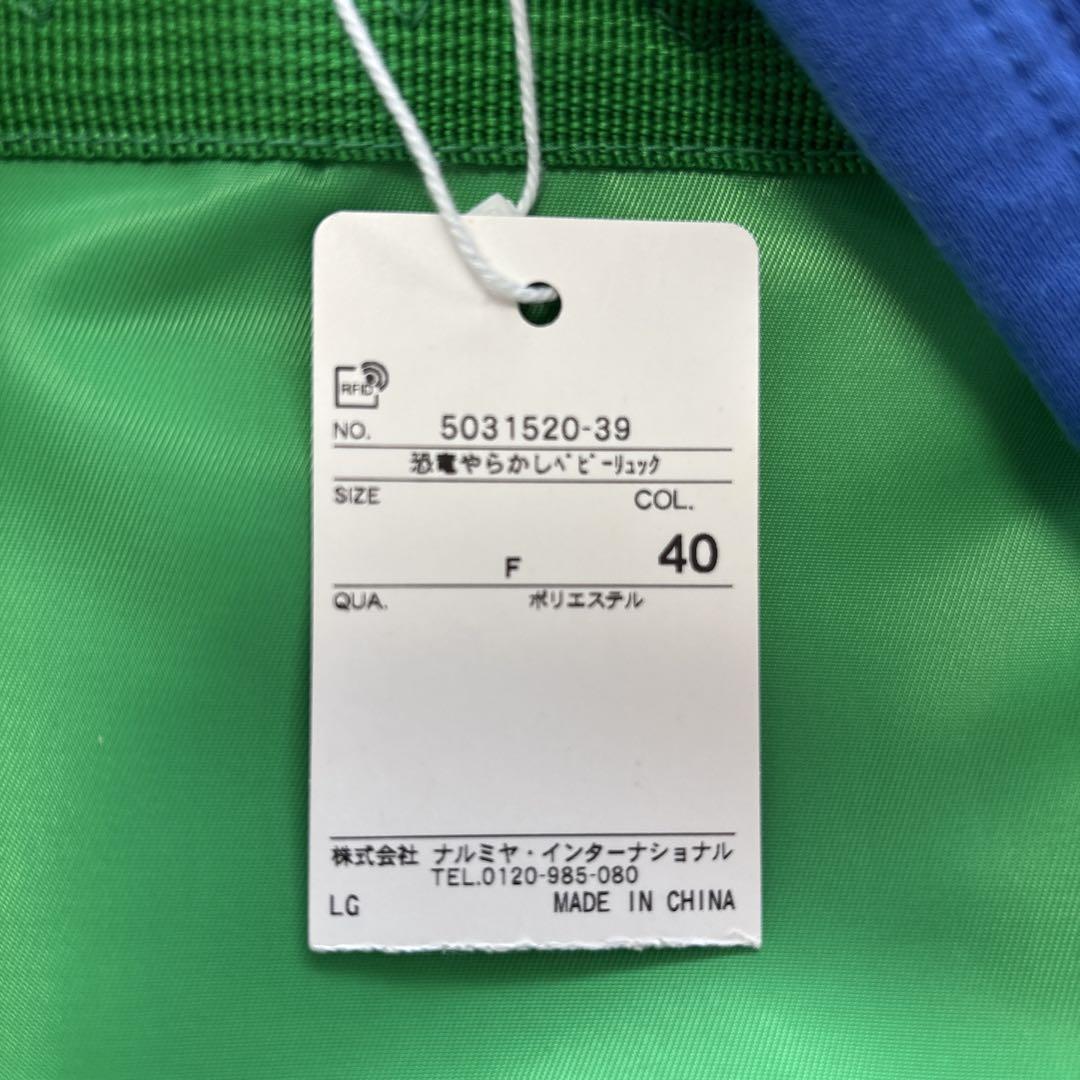 RFID
NO. 5031520-39
恐竜やらかしベビーリュック
SIZE COL.
F 40
QUA. ポリエステル
株式会社 ナルミヤ・インターナショナル
TEL.0120-985-080
LG MADE IN CHINA